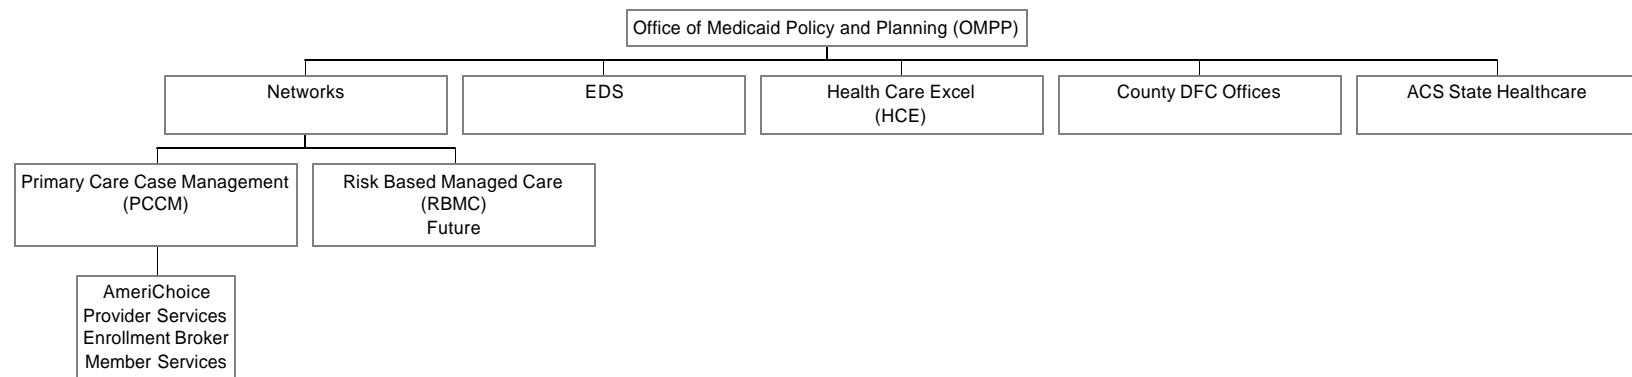 Office of Medicaid Policy and Planning (OMPP)
Networks
EDS
Health Care Excel
(HCE)
County DFC Offices
ACS State Healthcare
Primary Care Case Management
(PCCM)
Risk Based Managed Care
(RBMC)
Future
AmeriChoice
Provider Services
Enrollment Broker
Member Services